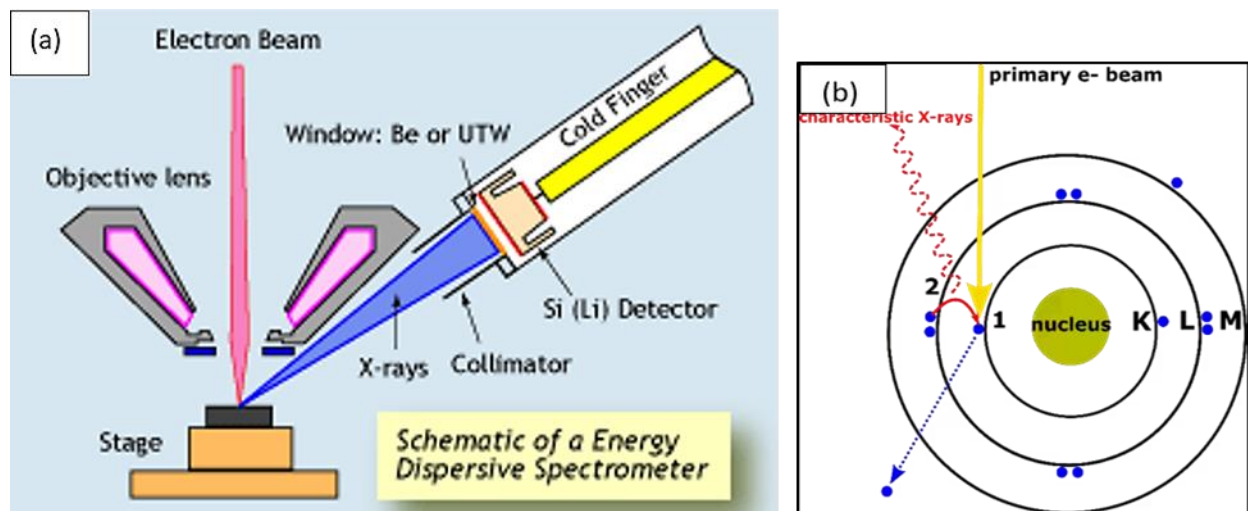 (a)
Electron Beam
Cold Finger
Window: Be or UTW
Objective lens
Si (Li) Detector
X-rays
Collimator
Stage
Schematic of a Energy
Dispersive Spectrometer
(b)
primary e- beam
characteristic X-rays
2
1
nucleus
K
L
M